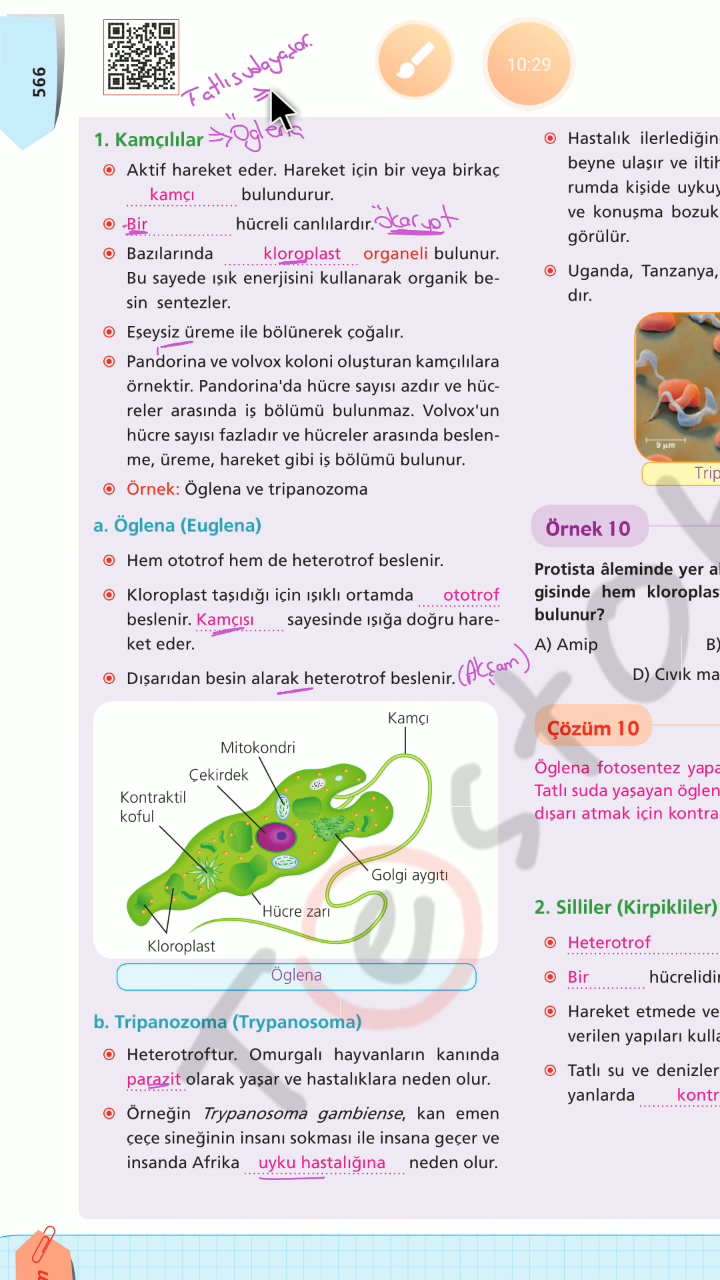 566
Tatlı suda yaşar.
10:29
1. Kamçılılar => Öglena
Aktif hareket eder. Hareket için bir veya birkaç
kamçı bulundurur.
Bir hücreli canlılardır. Ökaryot
Bazılarında kloroplast organeli bulunur.
Bu sayede ışık enerjisini kullanarak organik be-
sin sentezler.
Eşeysiz üreme ile bölünerek çoğalır.
Pandorina ve volvox koloni oluşturan kamçılılara
örnektir. Pandorina'da hücre sayısı azdır ve hüc-
reler arasında iş bölümü bulunmaz. Volvox'un
hücre sayısı fazladır ve hücreler arasında beslen-
me, üreme, hareket gibi iş bölümü bulunur.
Örnek: Öglena ve tripanozoma
a. Öglena (Euglena)
Hem ototrof hem de heterotrof beslenir.
Kloroplast taşıdığı için ışıklı ortamda ototrof
beslenir. Kamçısı sayesinde ışığa doğru hare-
ket eder.
Dışarıdan besin alarak heterotrof beslenir. (Akşam)
Kamçı
Mitokondri
Çekirdek
Kontraktil
koful
Golgi aygıtı
Hücre zarı
Kloroplast
Öglena
b. Tripanozoma (Trypanosoma)
Heterotroftur. Omurgalı hayvanların kanında
parazit olarak yaşar ve hastalıklara neden olur.
Örneğin Trypanosoma gambiense, kan emen
çeçe sineğinin insanı sokması ile insana geçer ve
insanda Afrika uyku hastalığına neden olur.
Hastalık ilerlediğin
beyne ulaşır ve iltih
rumda kişide uykuy
ve konuşma bozuk
görülür.
Uganda, Tanzanya,
dır.
9 µm
Trip
Örnek 10
Protista âleminde yer al
gisinde hem kloroplas
bulunur?
A) Amip B)
D) Cıvık ma
Çözüm 10
Öglena fotosentez yapa
Tatlı suda yaşayan öglen
dışarı atmak için kontra
2. Silliler (Kirpikliler)
Heterotrof
Bir hücrelidir
Hareket etmede ve
verilen yapıları kulla
Tatlı su ve denizler
yanlarda kontr